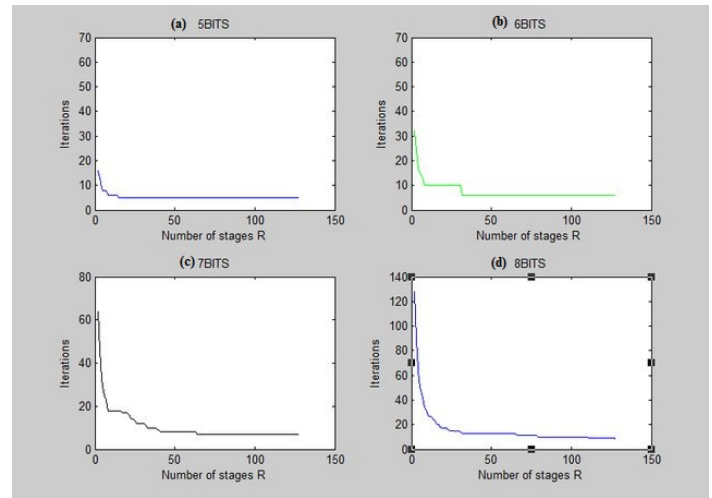 (a) 5BITS
70
60
50
40
30
20
10
0
Iterations
0 50 100 150
Number of stages R
(b) 6BITS
70
60
50
40
30
20
10
0
Iterations
0 50 100 150
Number of stages R
(c) 7BITS
80
60
40
20
0
Iterations
0 50 100 150
Number of stages R
(d) 8BITS
140
120
100
80
60
40
20
0
Iterations
0 50 100 150
Number of stages R